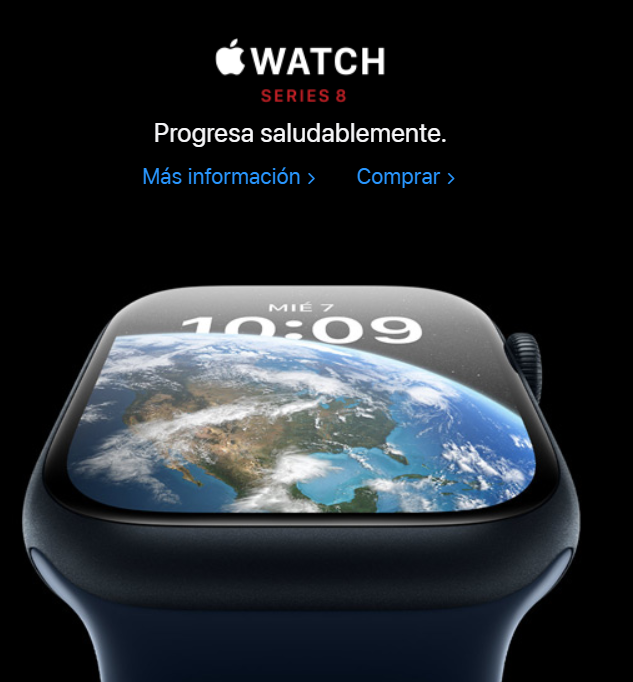 WATCH
SERIES 8
Progresa saludablemente.
Más información > Comprar >
MIÉ 7
10:09